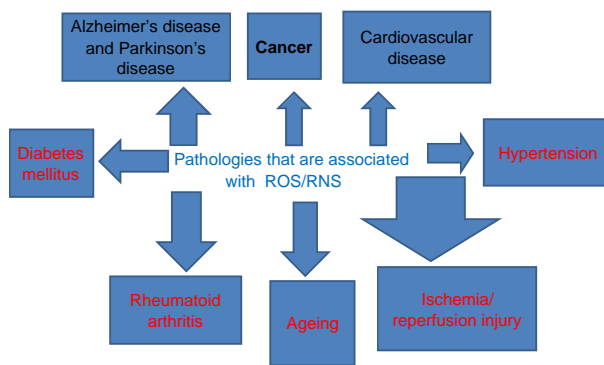 Alzheimer's disease
and Parkinson's
disease
Cancer
Cardiovascular
disease
Diabetes
mellitus
Pathologies that are associated
with ROS/RNS
Hypertension
Rheumatoid
arthritis
Ageing
Ischemia/
reperfusion injury